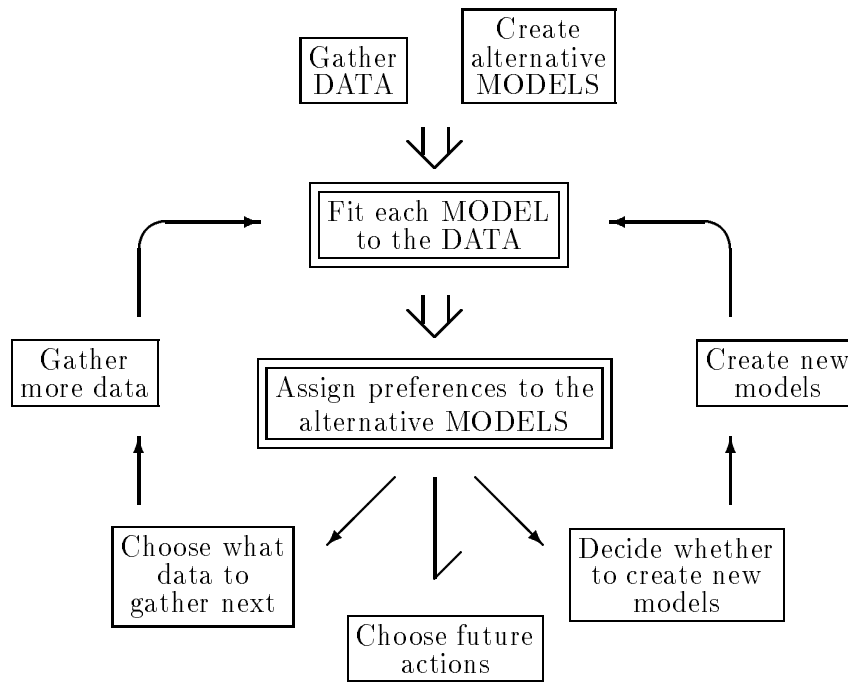 Gather
DATA
Create
alternative
MODELS
Fit each MODEL
to the DATA
Gather
more data
Assign preferences to the
alternative MODELS
Create new
models
Choose what
data to
gather next
Choose future
actions
Decide whether
to create new
models